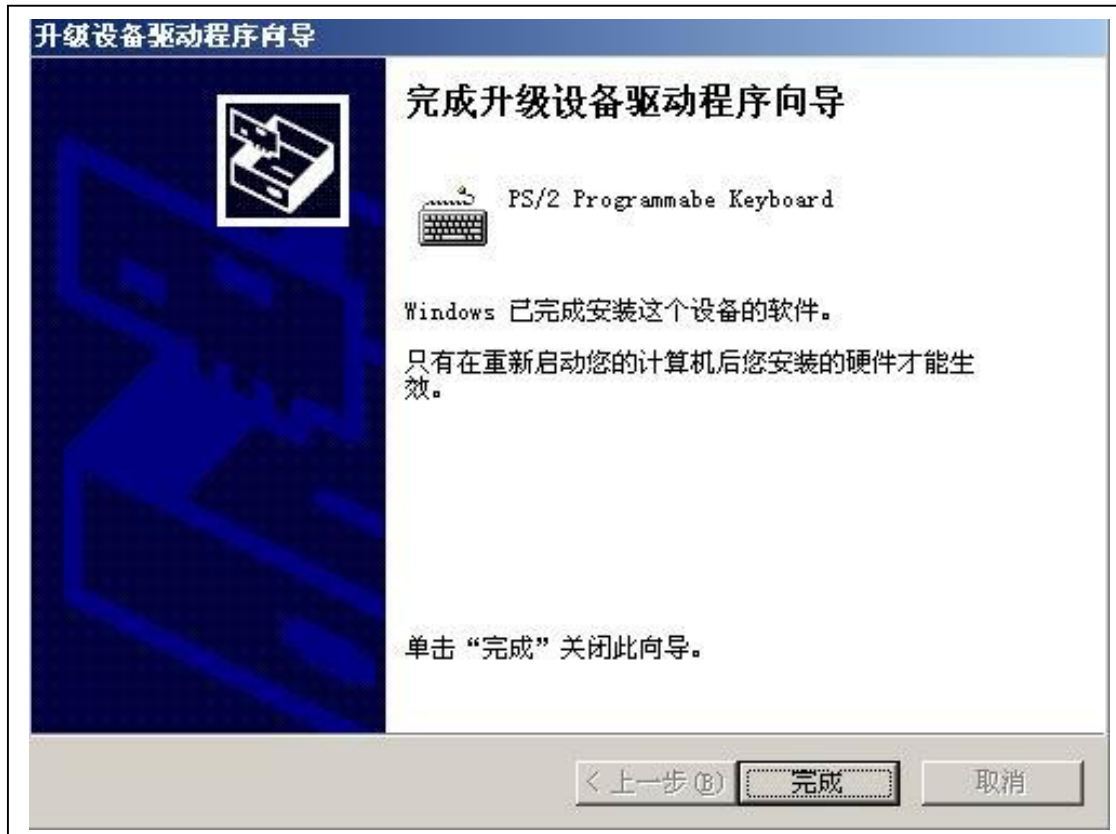 升级设备驱动程序向导
完成升级设备驱动程序向导
PS/2 Programmabe Keyboard
Windows 已完成安装这个设备的软件。
只有在重新启动您的计算机后您安装的硬件才能生
效。
单击“完成”关闭此向导。
< 上一步(B) 完成 取消